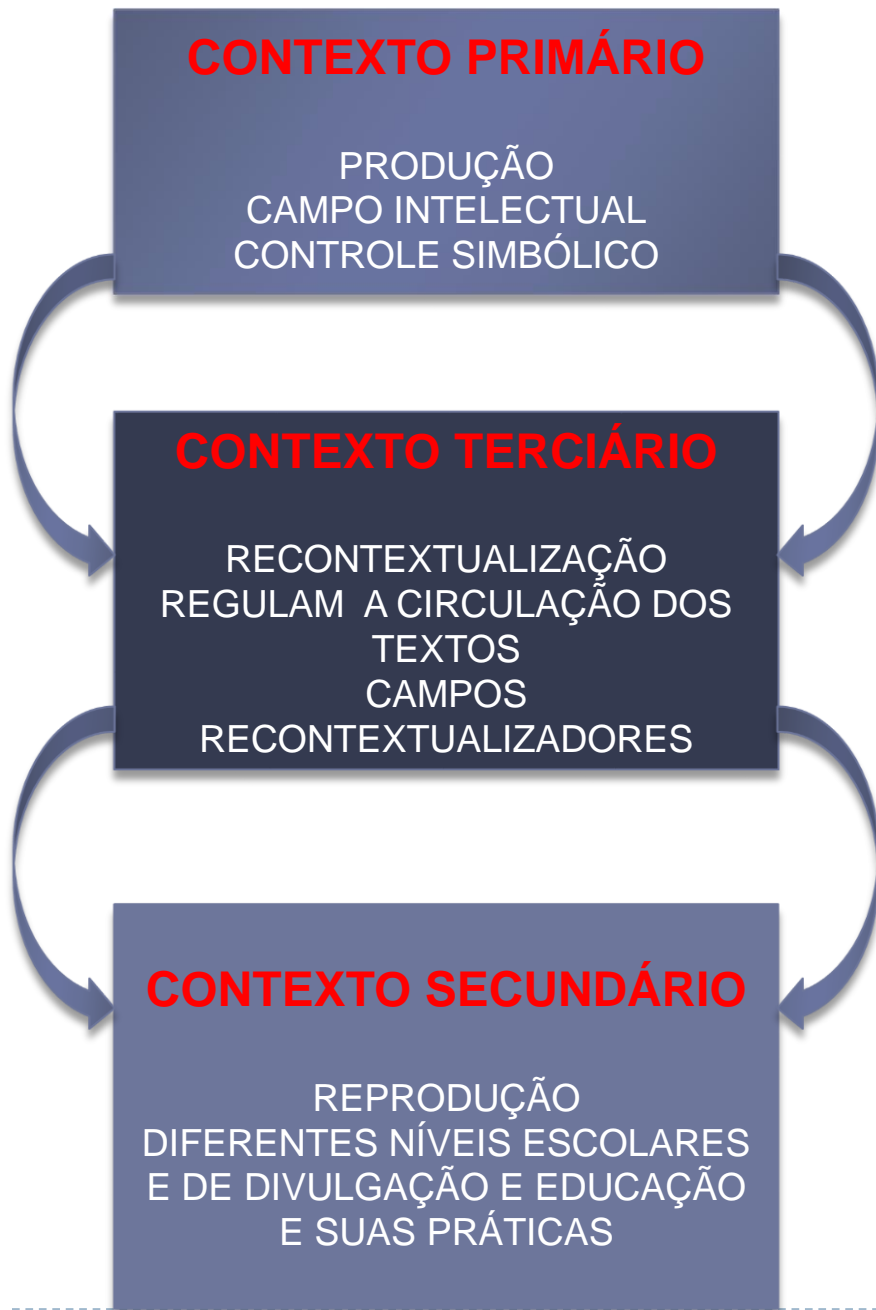 CONTEXTO PRIMÁRIO
PRODUÇÃO
CAMPO INTELECTUAL
CONTROLE SIMBÓLICO
CONTEXTO TERCIÁRIO
RECONTEXTUALIZAÇÃO
REGULAM A CIRCULAÇÃO DOS
TEXTOS
CAMPOS
RECONTEXTUALIZADORES
CONTEXTO SECUNDÁRIO
REPRODUÇÃO
DIFERENTES NÍVEIS ESCOLARES
E DE DIVULGAÇÃO E EDUCAÇÃO
E SUAS PRÁTICAS